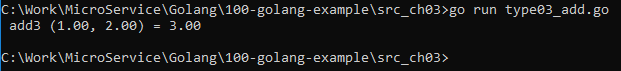 C:\Work\MicroService\Golang\100-golang-example\src_ch03>go run type03_add.go
add3 (1.00, 2.00) = 3.00
C:\Work\MicroService\Golang\100-golang-example\src_ch03>